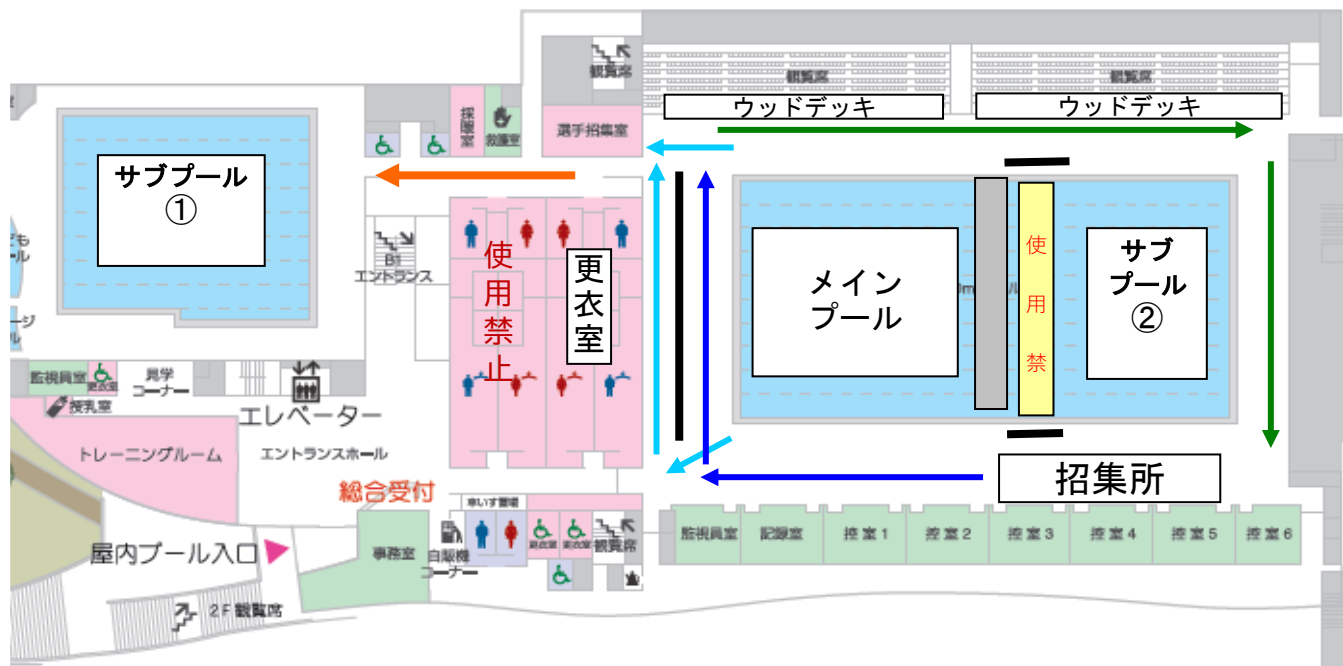 観覧席
観覧席
観覧席
ウッドデッキ
ウッドデッキ
採暖室
救護室
選手招集室
サブプール
①
B1
エントランス
使用禁止
更衣室
メイン
プール
使用禁
サブ
プール
②
監視員室
更衣室
見学
コーナー
授乳室
エレベーター
トレーニングルーム
エントランスホール
招集所
総合受付
車いす置場
屋内プール入口
事務室
自販機
コーナー
更衣室
更衣室
観覧席
監視員室
記録室
控室1
控室2
控室3
控室4
控室5
控室6
2F観覧席